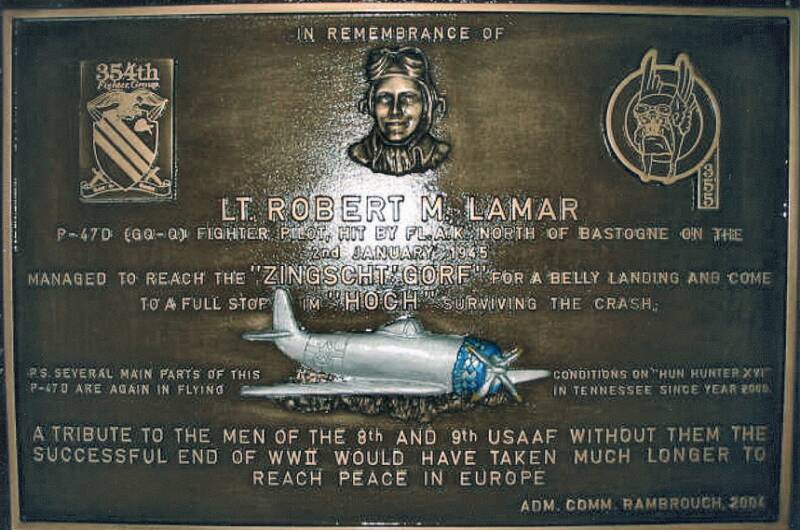 IN REMEMBRANCE OF
354th
Fighter Group
355
LT. ROBERT M. LAMAR
P-47D (GQ-Q) FIGHTER PILOT, HIT BY FL.A.K. NORTH OF BASTOGNE ON THE
2nd JANUARY 1945
MANAGED TO REACH THE "ZINGSCHT'GORF" FOR A BELLY LANDING AND COME
TO A FULL STOP IM "HOCH" SURVIVING THE CRASH,
P.S. SEVERAL MAIN PARTS OF THIS
P-47D ARE AGAIN IN FLYING
CONDITIONS ON "HUN HUNTER XVI"
IN TENNESSEE SINCE YEAR
A TRIBUTE TO THE MEN OF THE 8th AND 9th USAAF WITHOUT THEM THE
SUCCESSFUL END OF WWII WOULD HAVE TAKEN MUCH LONGER TO
REACH PEACE IN EUROPE
ADM. COMM. RAMBROUCH, 2004